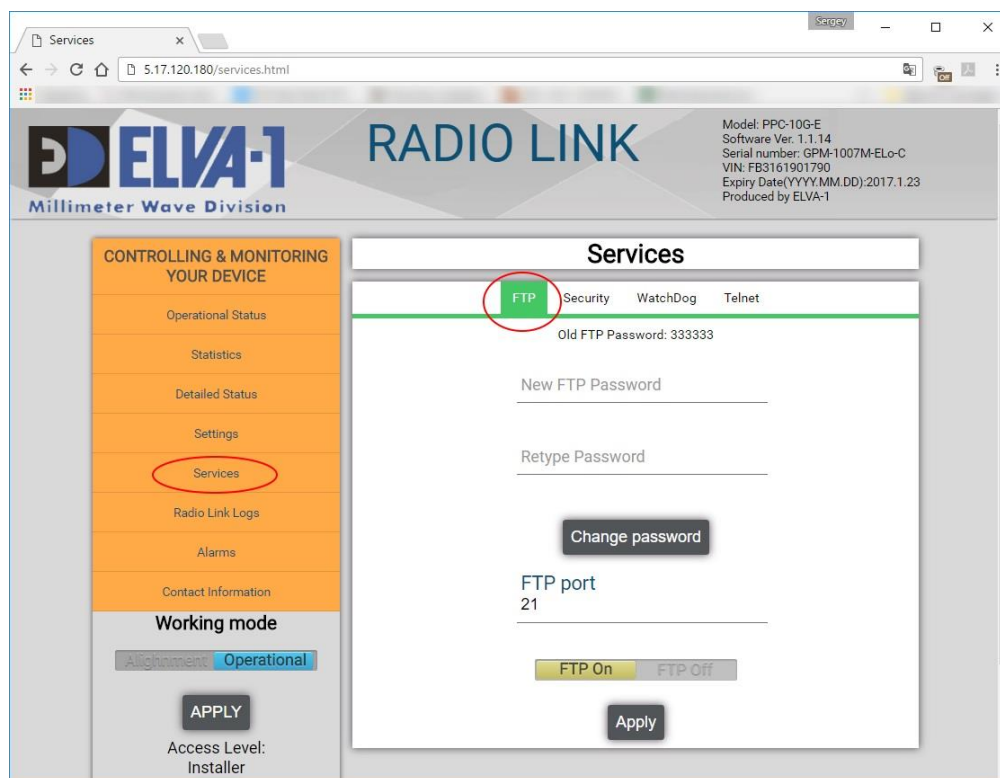 Sergey
Services
5.17.120.180/services.html
Off
ELVA-1
Millimeter Wave Division
RADIO LINK
Model: PPC-10G-E
Software Ver. 1.1.14
Serial number: GPM-1007M-ELo-C
VIN: FB3161901790
Expiry Date(YYYY.MM.DD):2017.1.23
Produced by ELVA-1
CONTROLLING & MONITORING
YOUR DEVICE
Operational Status
Statistics
Detailed Status
Settings
Services
Radio Link Logs
Alarms
Contact Information
Working mode
Alighnment Operational
APPLY
Access Level:
Installer
Services
FTP Security WatchDog Telnet
Old FTP Password: 333333
New FTP Password
Retype Password
Change password
FTP port
21
FTP On FTP Off
Apply